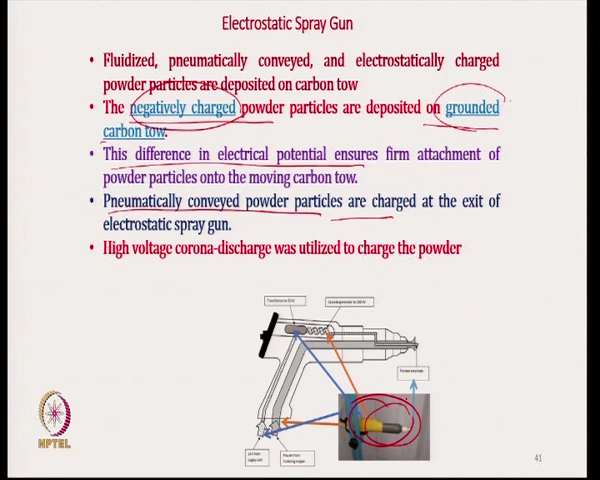 Electrostatic Spray Gun
• Fluidized, pneumatically conveyed, and electrostatically charged
powder particles are deposited on carbon tow
• The negatively charged powder particles are deposited on grounded
carbon tow.
• This difference in electrical potential ensures firm attachment of
powder particles onto the moving carbon tow.
• Pneumatically conveyed powder particles are charged at the exit of
electrostatic spray gun.
• High voltage corona-discharge was utilized to charge the powder
NPTEL
41